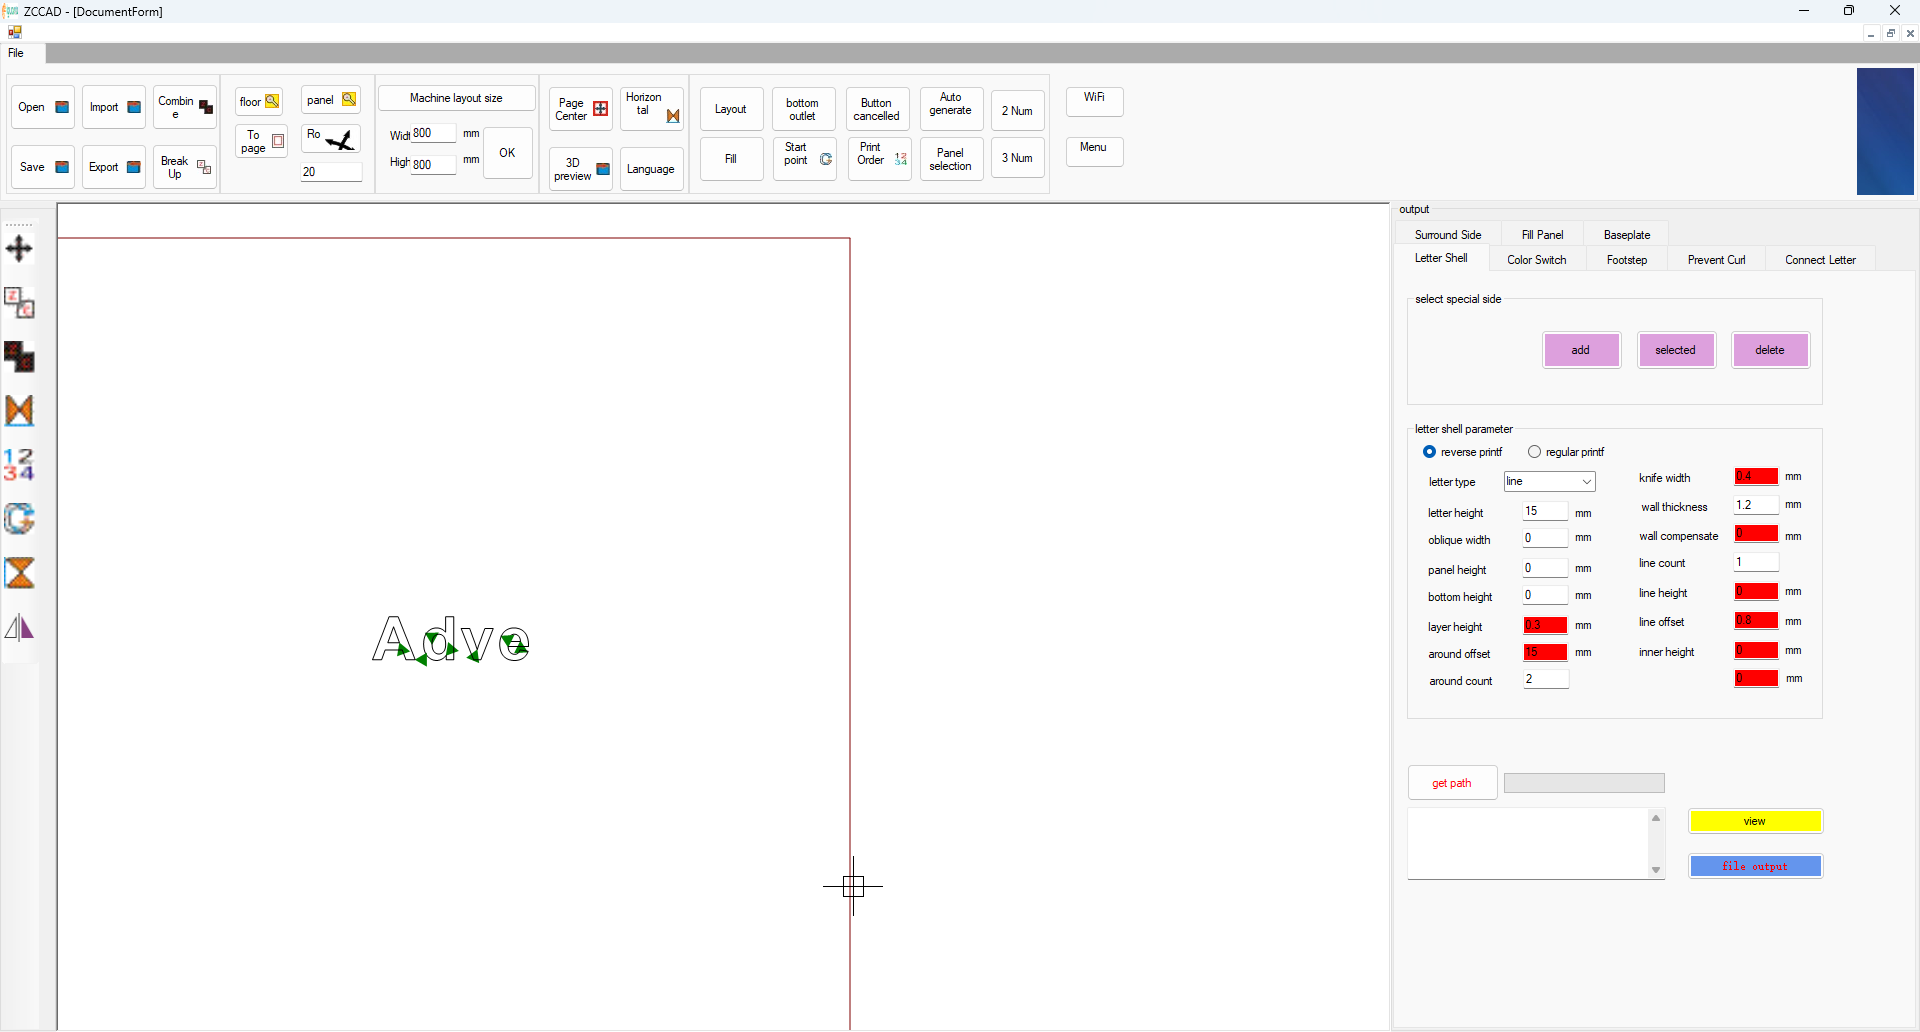 ZCCAD - [DocumentForm]
File
Open
Import
Combin
e
Save
Export
Break
Up
floor
panel
To
page
Ro
20
Machine layout size
Widt 800 mm
High 800 mm
OK
Page
Center
Horizon
tal
3D
preview
Language
Layout
bottom
outlet
Button
cancelled
Auto
generate
2 Num
Fill
Start
point
Print
Order
12
34
Panel
selection
3 Num
WiFi
Menu
12
34
Adve
output
Surround Side
Fill Panel
Baseplate
Letter Shell
Color Switch
Footstep
Prevent Curl
Connect Letter
select special side
add
selected
delete
letter shell parameter
reverse printf
regular printf
letter type line
letter height 15 mm
oblique width 0 mm
panel height 0 mm
bottom height 0 mm
layer height 0.3 mm
around offset 15 mm
around count 2
knife width 0.4 mm
wall thickness 1.2 mm
wall compensate 0 mm
line count 1
line height 0 mm
line offset 0.8 mm
inner height 0 mm
0 mm
get path
view
file output